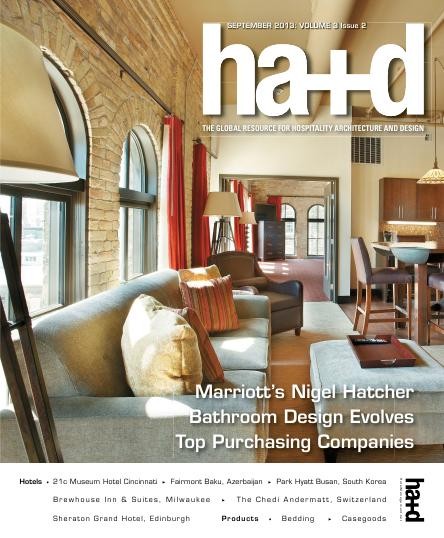 SEPTEMBER 2013: VOLUME 3 Issue 2
ha+d
THE GLOBAL RESOURCE FOR HOSPITALITY ARCHITECTURE AND DESIGN
Marriott's Nigel Hatcher
Bathroom Design Evolves
Top Purchasing Companies
Hotels • 21c Museum Hotel Cincinnati • Fairmont Baku, Azerbaijan • Park Hyatt Busan, South Korea
Brewhouse Inn & Suites, Milwaukee • The Chedi Andermatt, Switzerland
Sheraton Grand Hotel, Edinburgh Products • Bedding • Casegoods
ha+d